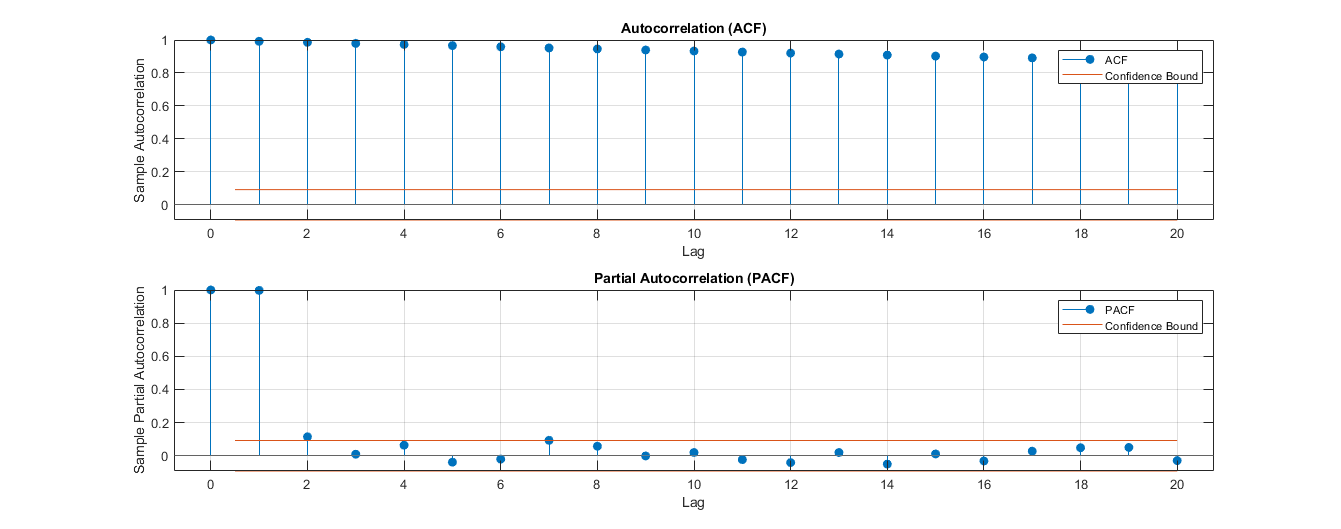 Autocorrelation (ACF)
Sample Autocorrelation
1
0.8
0.6
0.4
0.2
0
ACF
Confidence Bound
0 2 4 6 8 10 12 14 16 18 20
Lag
Partial Autocorrelation (PACF)
Sample Partial Autocorrelation
1
0.8
0.6
0.4
0.2
0
PACF
Confidence Bound
0 2 4 6 8 10 12 14 16 18 20
Lag